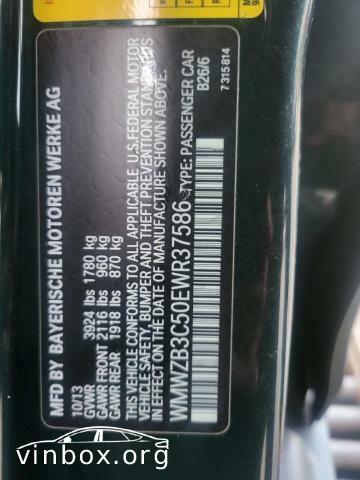 MFD BY BAYERISCHE MOTOREN WERKE AG
10/13
GVWR 3924 lbs 1780 kg
GAWR FRONT 2116 lbs 960 kg
GAWR REAR 1918 lbs 870 kg
THIS VEHICLE CONFORMS TO ALL APPLICABLE U.S. FEDERAL MOTOR
VEHICLE SAFETY, BUMPER AND THEFT PREVENTION STANDARDS
IN EFFECT ON THE DATE OF MANUFACTURE SHOWN ABOVE.
WMWZB3C50EWR37586 TYPE: PASSENGER CAR
B26/6
7 315 814
vinbox.org